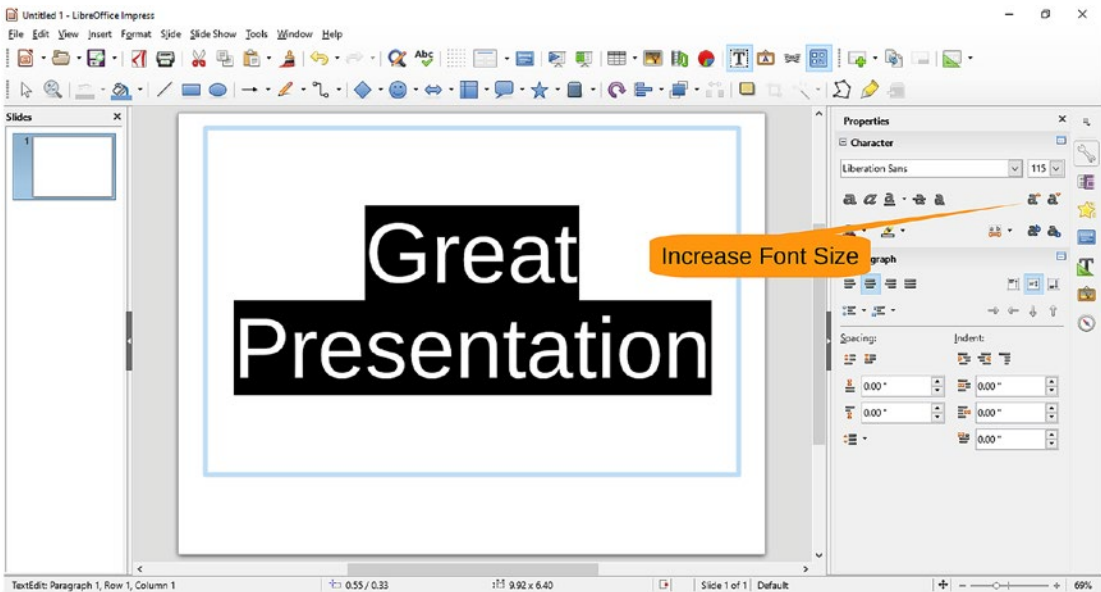 Untitled 1 - LibreOffice Impress
File Edit View Insert Format Slide Slide Show Tools Window Help
Abc
Slides
1
Great
Presentation
Properties
Character
Liberation Sans
115
Increase Font Size
graph
Spacing:
Indent:
0.00 "
0.00 "
0.00 "
0.00 "
0.00 "
TextEdit: Paragraph 1, Row 1, Column 1
0.55 / 0.33
9.92 x 6.40
Slide 1 of 1
Default
69%